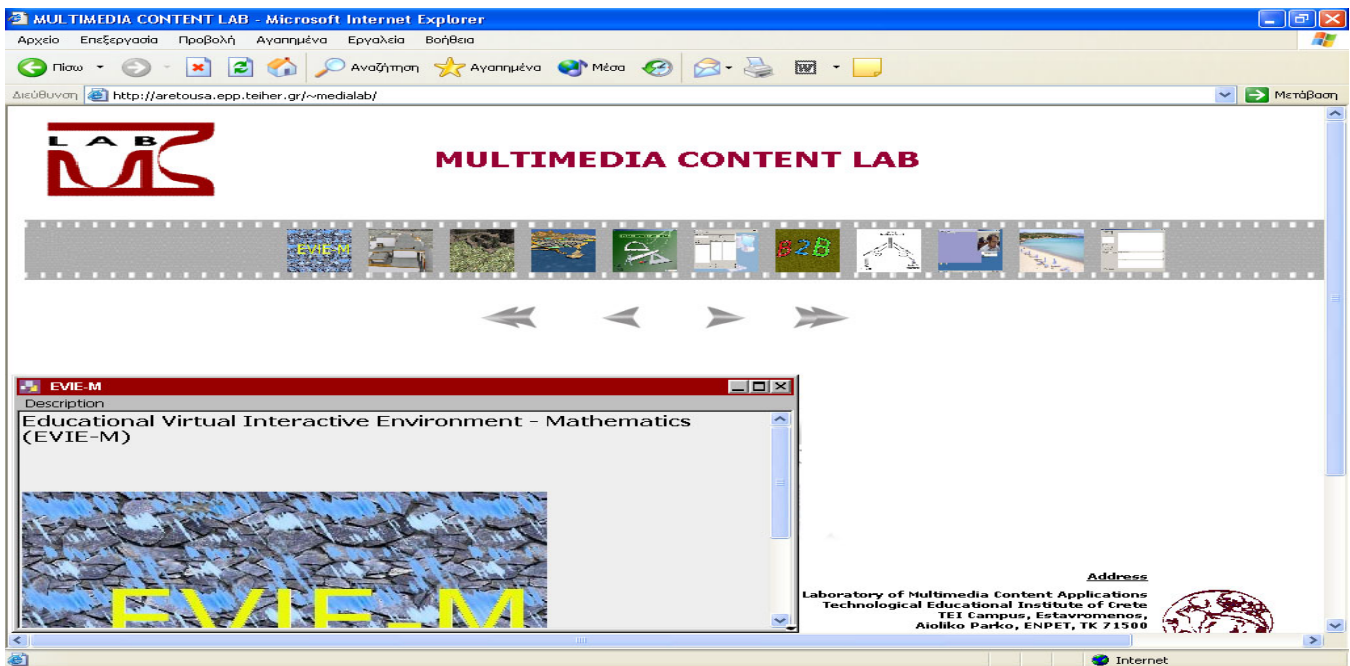 MULTIMEDIA CONTENT LAB - Microsoft Internet Explorer
Αρχείο Επεξεργασία Προβολή Αγαπημένα Εργαλεία Βοήθεια
Πίσω Αναζήτηση Αγαπημένα Μέσα
Διεύθυνση http://aretousa.epp.teiher.gr/~medialab/ Μετάβαση
LAB
MULTIMEDIA CONTENT LAB
EVIE-M
B2B
EVIE-M
Description
Educational Virtual Interactive Environment - Mathematics
(EVIE-M)
EVIE-M
Address
Laboratory of Multimedia Content Applications
Technological Educational Institute of Crete
TEI Campus, Estavromenos,
Aioliko Parko, ENPET, TK 71500
Internet